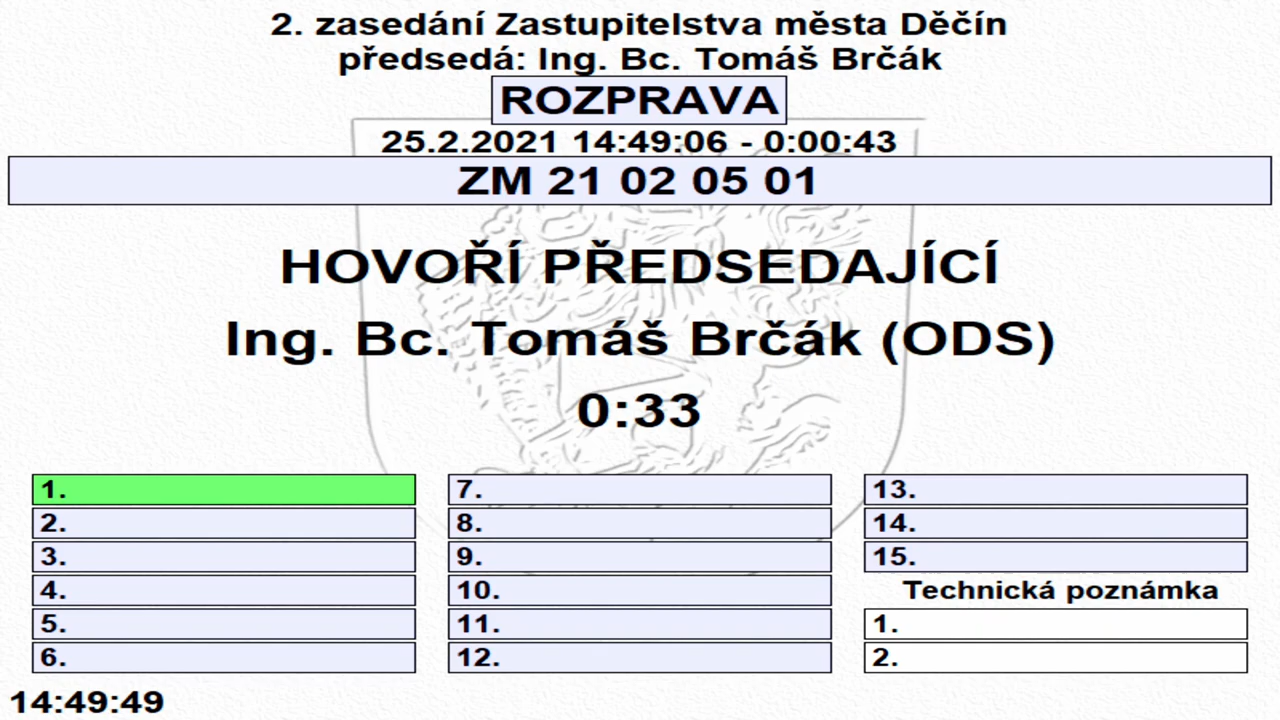 2. zasedání Zastupitelstva města Děčín
předsedá: Ing. Bc. Tomáš Brčák
ROZPRAVA
25.2.2021 14:49:06 - 0:00:43
ZM 21 02 05 01
HOVOŘÍ PŘEDSEDAJÍCÍ
Ing. Bc. Tomáš Brčák (ODS)
0:33
1.
2.
3.
4.
5.
6.
7.
8.
9.
10.
11.
12.
13.
14.
15.
Technická poznámka
1.
2.
14:49:49